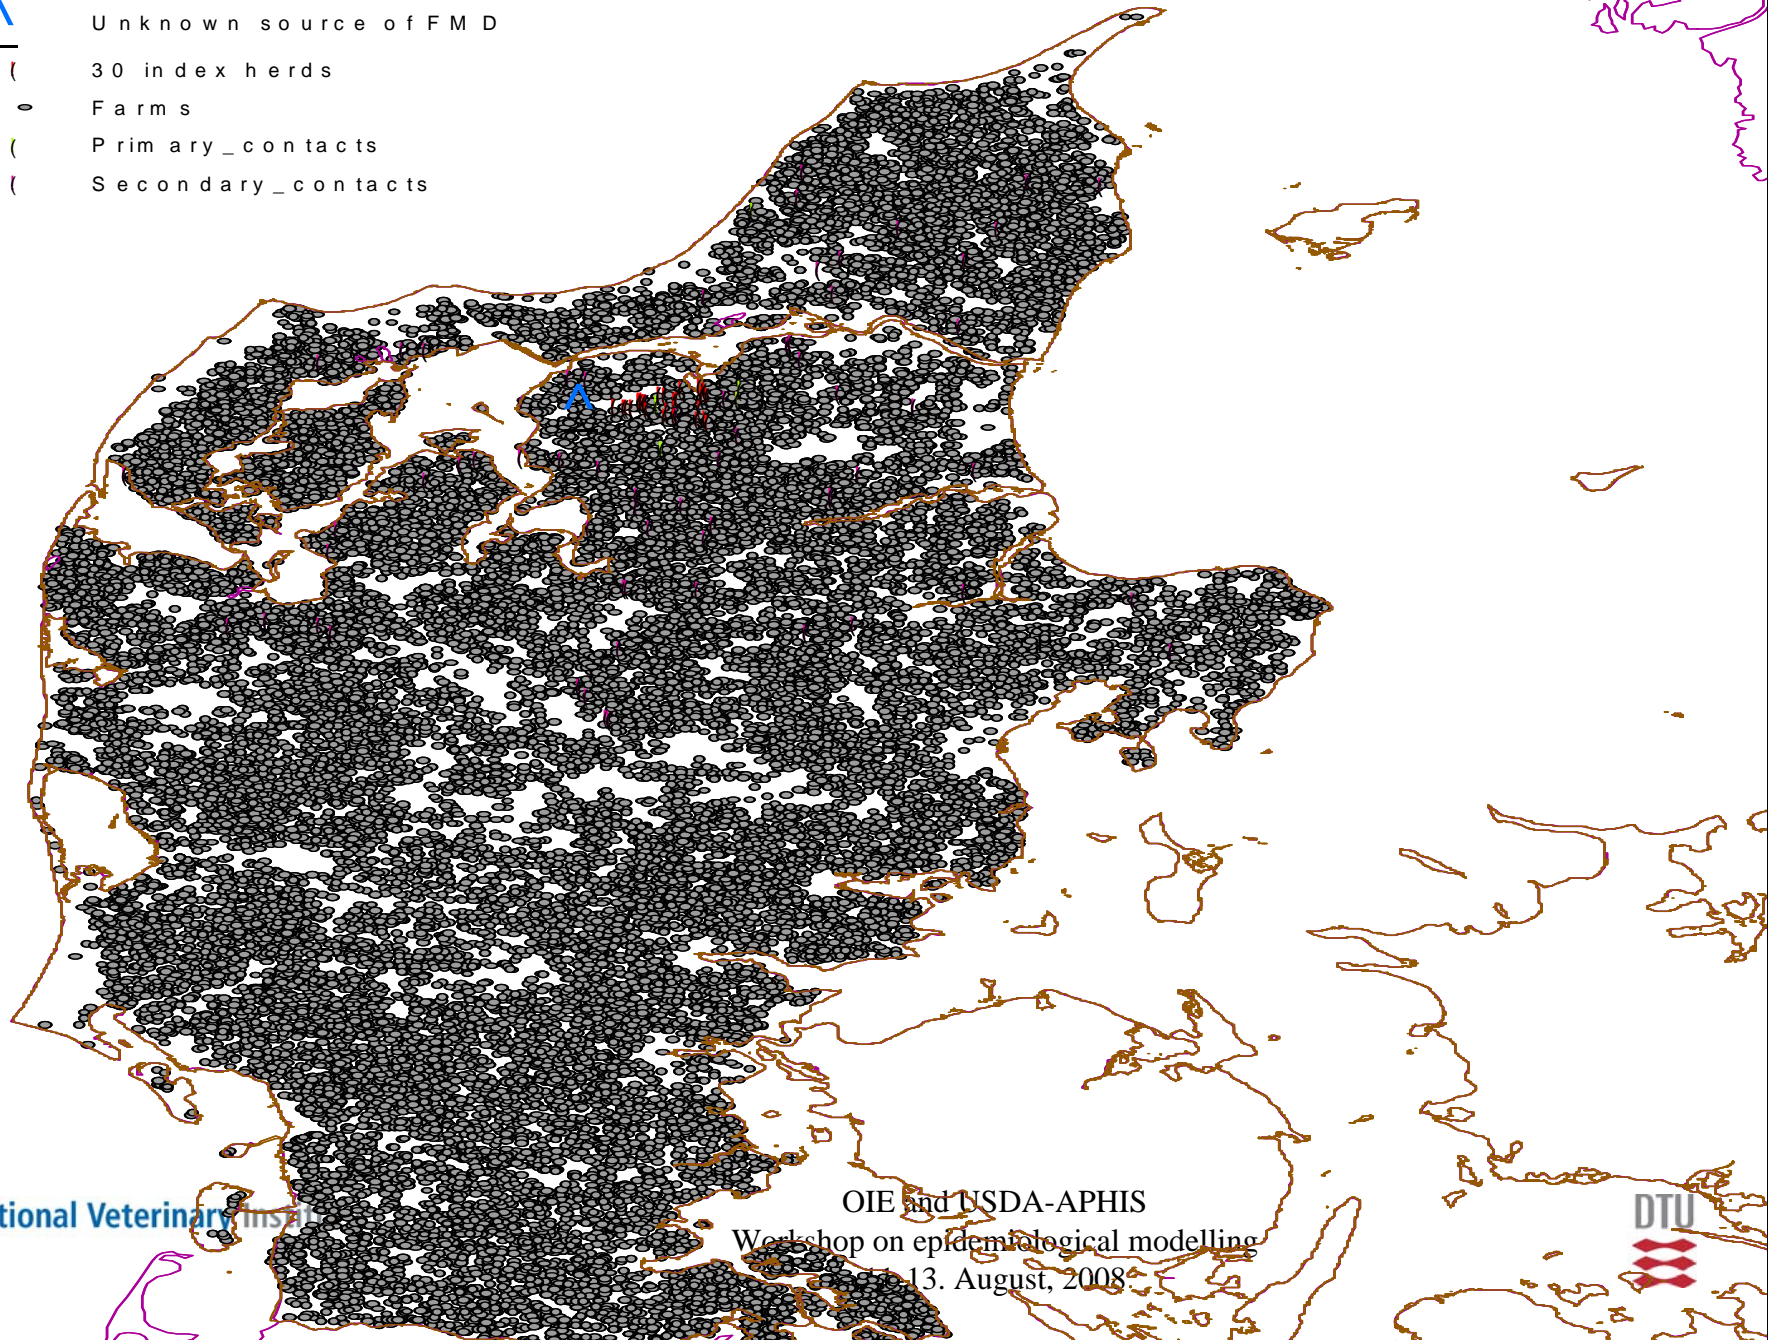 Unknown source of FMD
30 index herds
Farms
Primary_contacts
Secondary_contacts
tional Veterinary Instit
OIE and USDA-APHIS
Workshop on epidemiological modelling
13. August, 2008.
DTU